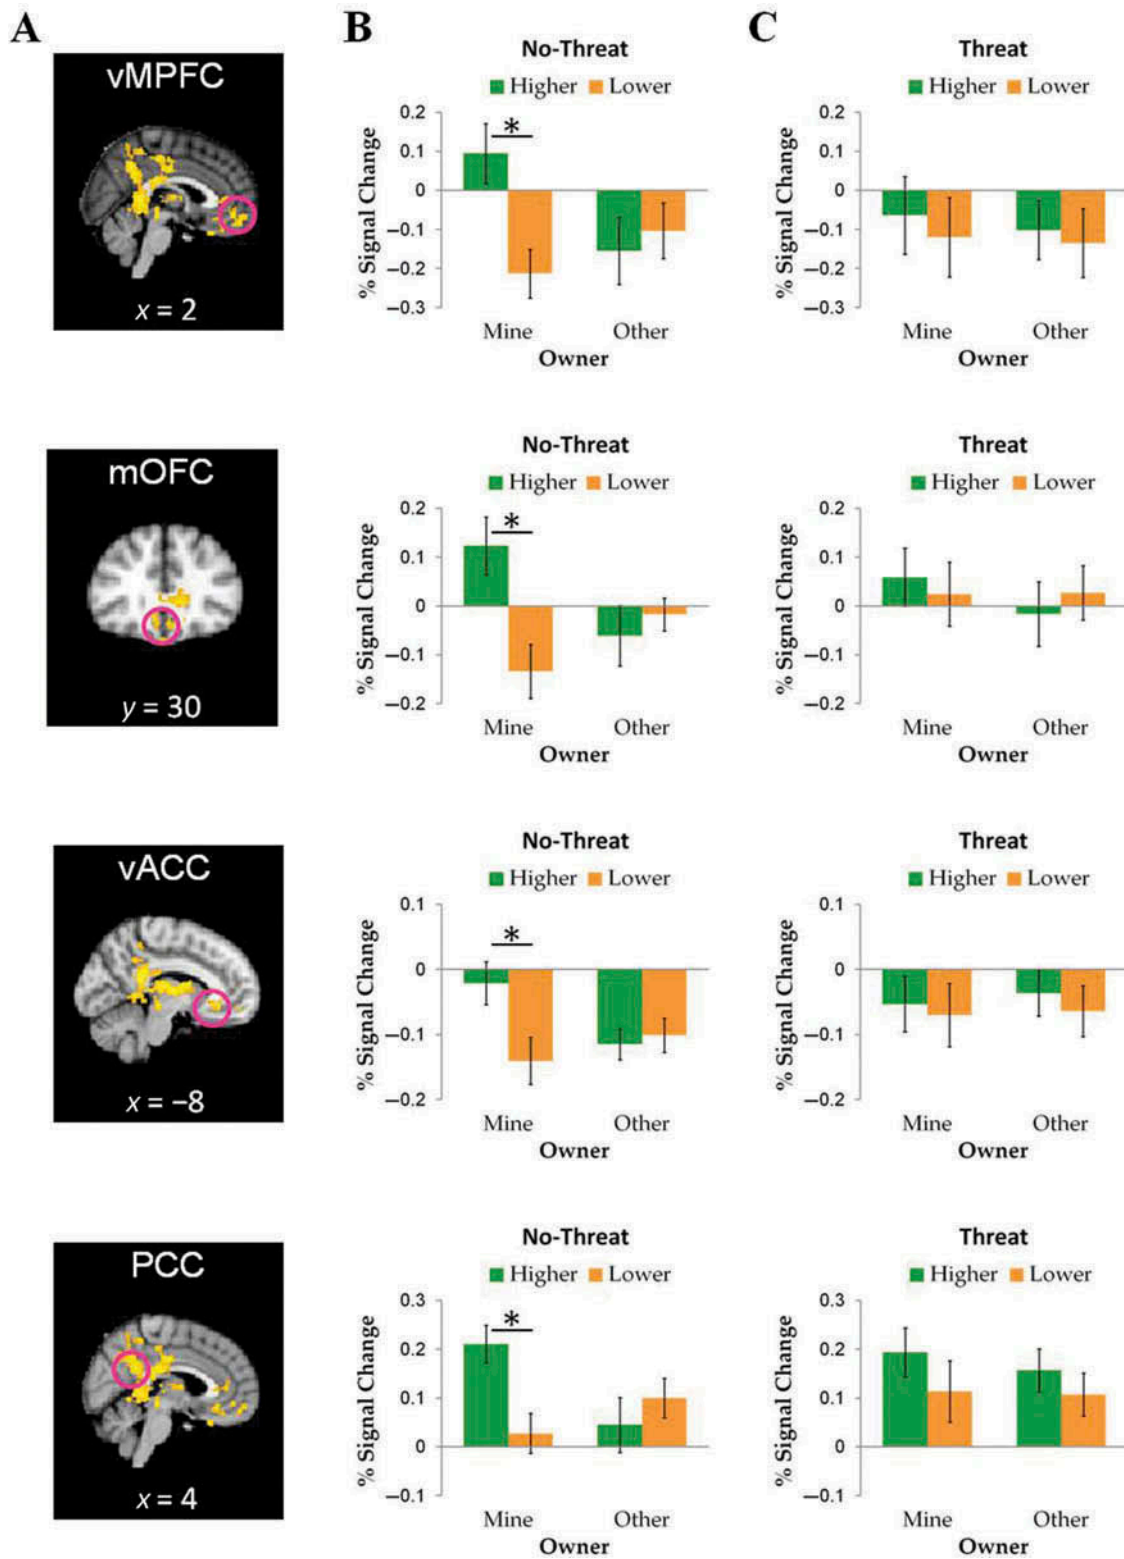 A
B
C
vMPFC
x = 2
No-Threat
Higher Lower
% Signal Change
0.2
0.1
0
–0.1
–0.2
–0.3
*
Mine Other
Owner
Threat
Higher Lower
% Signal Change
0.2
0.1
0
–0.1
–0.2
–0.3
Mine Other
Owner
mOFC
y = 30
No-Threat
Higher Lower
% Signal Change
0.2
0.1
0
–0.1
–0.2
*
Mine Other
Owner
Threat
Higher Lower
% Signal Change
0.2
0.1
0
–0.1
–0.2
Mine Other
Owner
vACC
x = –8
No-Threat
Higher Lower
% Signal Change
0.1
0
–0.1
–0.2
*
Mine Other
Owner
Threat
Higher Lower
% Signal Change
0.1
0
–0.1
–0.2
Mine Other
Owner
PCC
x = 4
No-Threat
Higher Lower
% Signal Change
0.3
0.2
0.1
0
–0.1
*
Mine Other
Owner
Threat
Higher Lower
% Signal Change
0.3
0.2
0.1
0
–0.1
Mine Other
Owner